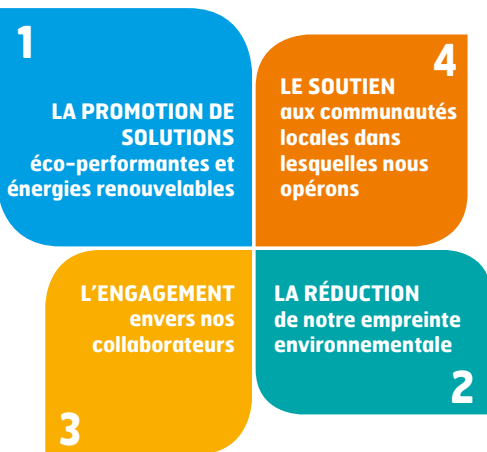 1
LA PROMOTION DE
SOLUTIONS
éco-performantes et
énergies renouvelables
4
LE SOUTIEN
aux communautés
locales dans
lesquelles nous
opérons
L'ENGAGEMENT
envers nos
collaborateurs
3
LA RÉDUCTION
de notre empreinte
environnementale
2